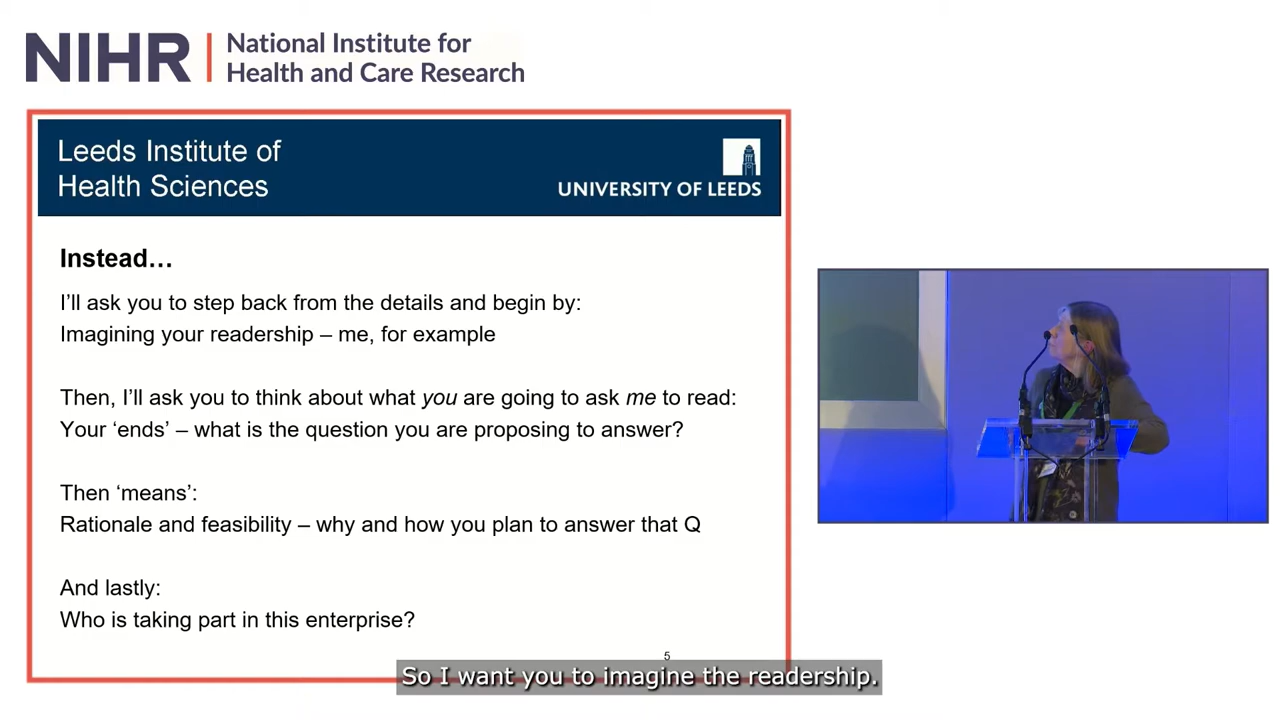 NIHR
National Institute for
Health and Care Research
Leeds Institute of
Health Sciences
UNIVERSITY OF LEEDS
Instead…
I’ll ask you to step back from the details and begin by:
Imagining your readership – me, for example
Then, I’ll ask you to think about what you are going to ask me to read:
Your ‘ends’ – what is the question you are proposing to answer?
Then ‘means’:
Rationale and feasibility – why and how you plan to answer that Q
And lastly:
Who is taking part in this enterprise?
5
So I want you to imagine the readership.